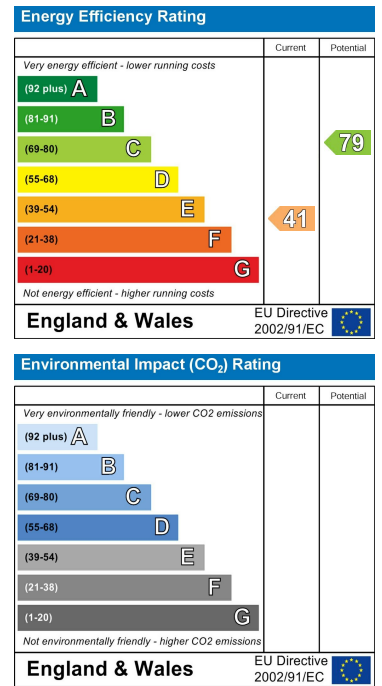 Energy Efficiency Rating
Current Potential
Very energy efficient - lower running costs
(92 plus) A
(81-91) B
(69-80) C
79
(55-68) D
(39-54) E
41
(21-38) F
(1-20) G
Not energy efficient - higher running costs
England & Wales
EU Directive
2002/91/EC
Environmental Impact (CO₂) Rating
Current Potential
Very environmentally friendly - lower CO2 emissions
(92 plus) A
(81-91) B
(69-80) C
(55-68) D
(39-54) E
(21-38) F
(1-20) G
Not environmentally friendly - higher CO2 emissions
England & Wales
EU Directive
2002/91/EC